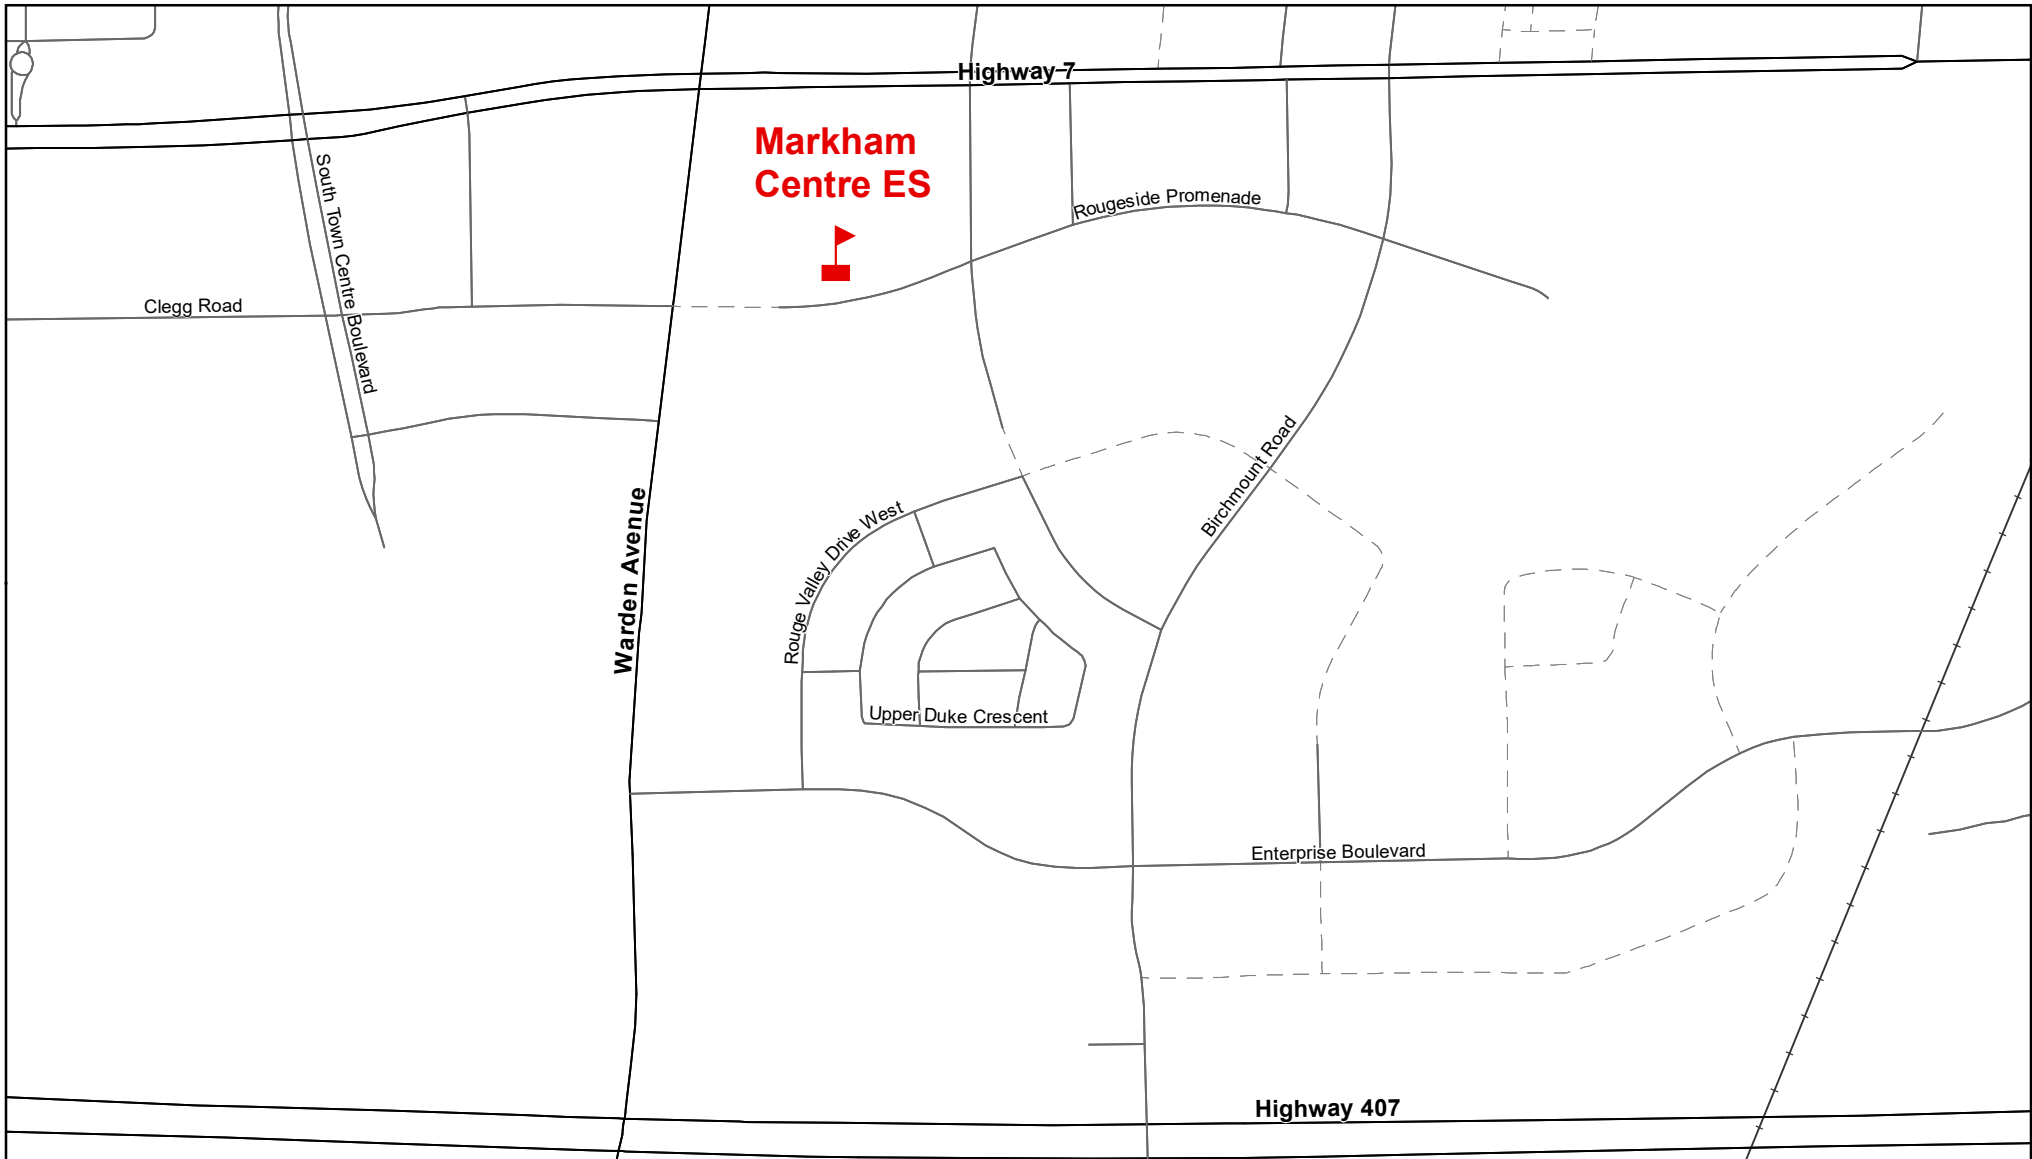 Highway 7
Markham
Centre ES
South Town Centre Boulevard
Rougeside Promenade
Clegg Road
Birchmount Road
Warden Avenue
Rouge Valley Drive West
Upper Duke Crescent
Enterprise Boulevard
Highway 407